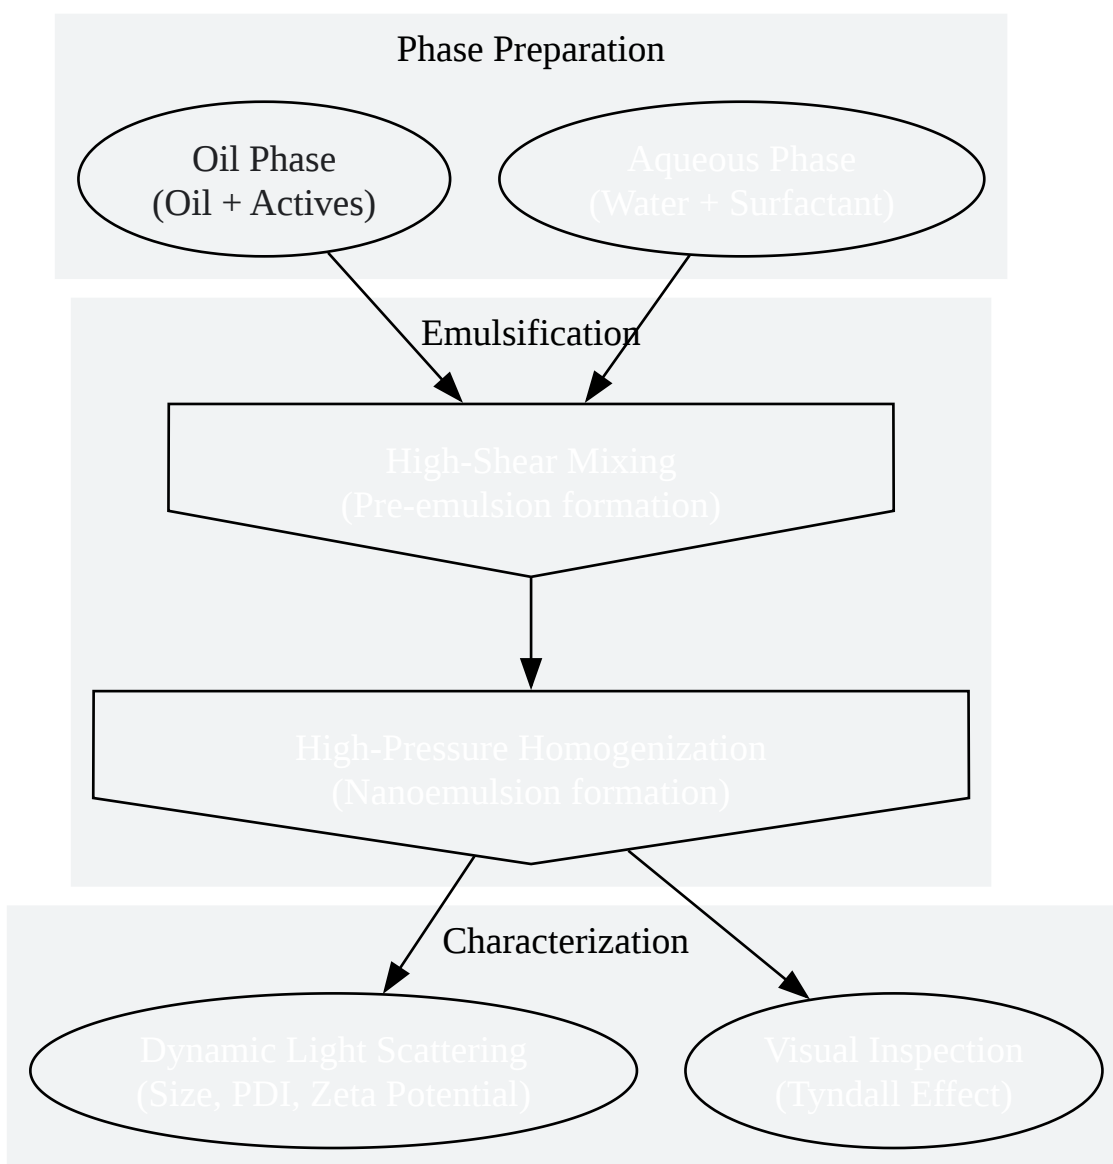 Phase Preparation
Oil Phase
(Oil + Actives)
Aqueous Phase
(Water + Surfactant)
Emulsification
High-Shear Mixing
(Pre-emulsion formation)
High-Pressure Homogenization
(Nanoemulsion formation)
Characterization
Dynamic Light Scattering
(Size, PDI, Zeta Potential)
Visual Inspection
(Tyndall Effect)